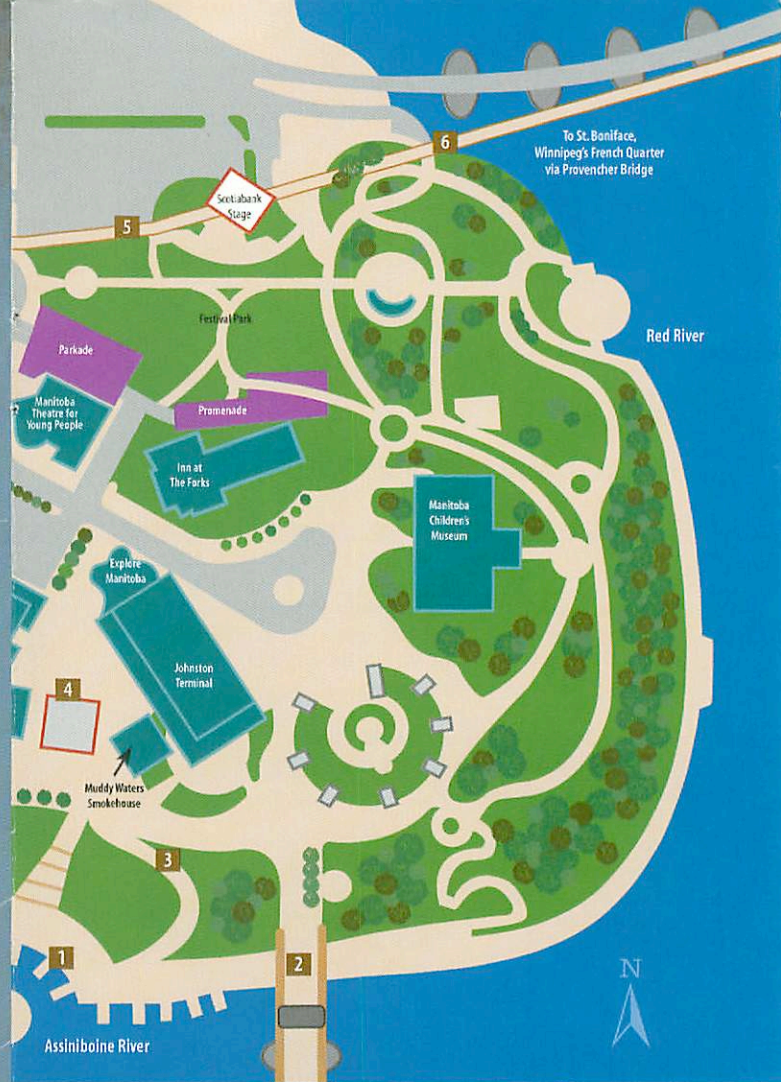 6
To St. Boniface,
Winnipeg's French Quarter
via Provencher Bridge
Scotiabank
Stage
5
Festival Park
Red River
Parkade
Promenade
Manitoba
Theatre for
Young People
Inn at
The Forks
Manitoba
Children's
Museum
Explore
Manitoba
Johnston
Terminal
4
Muddy Waters
Smokehouse
3
1
2
N
Assiniboine River